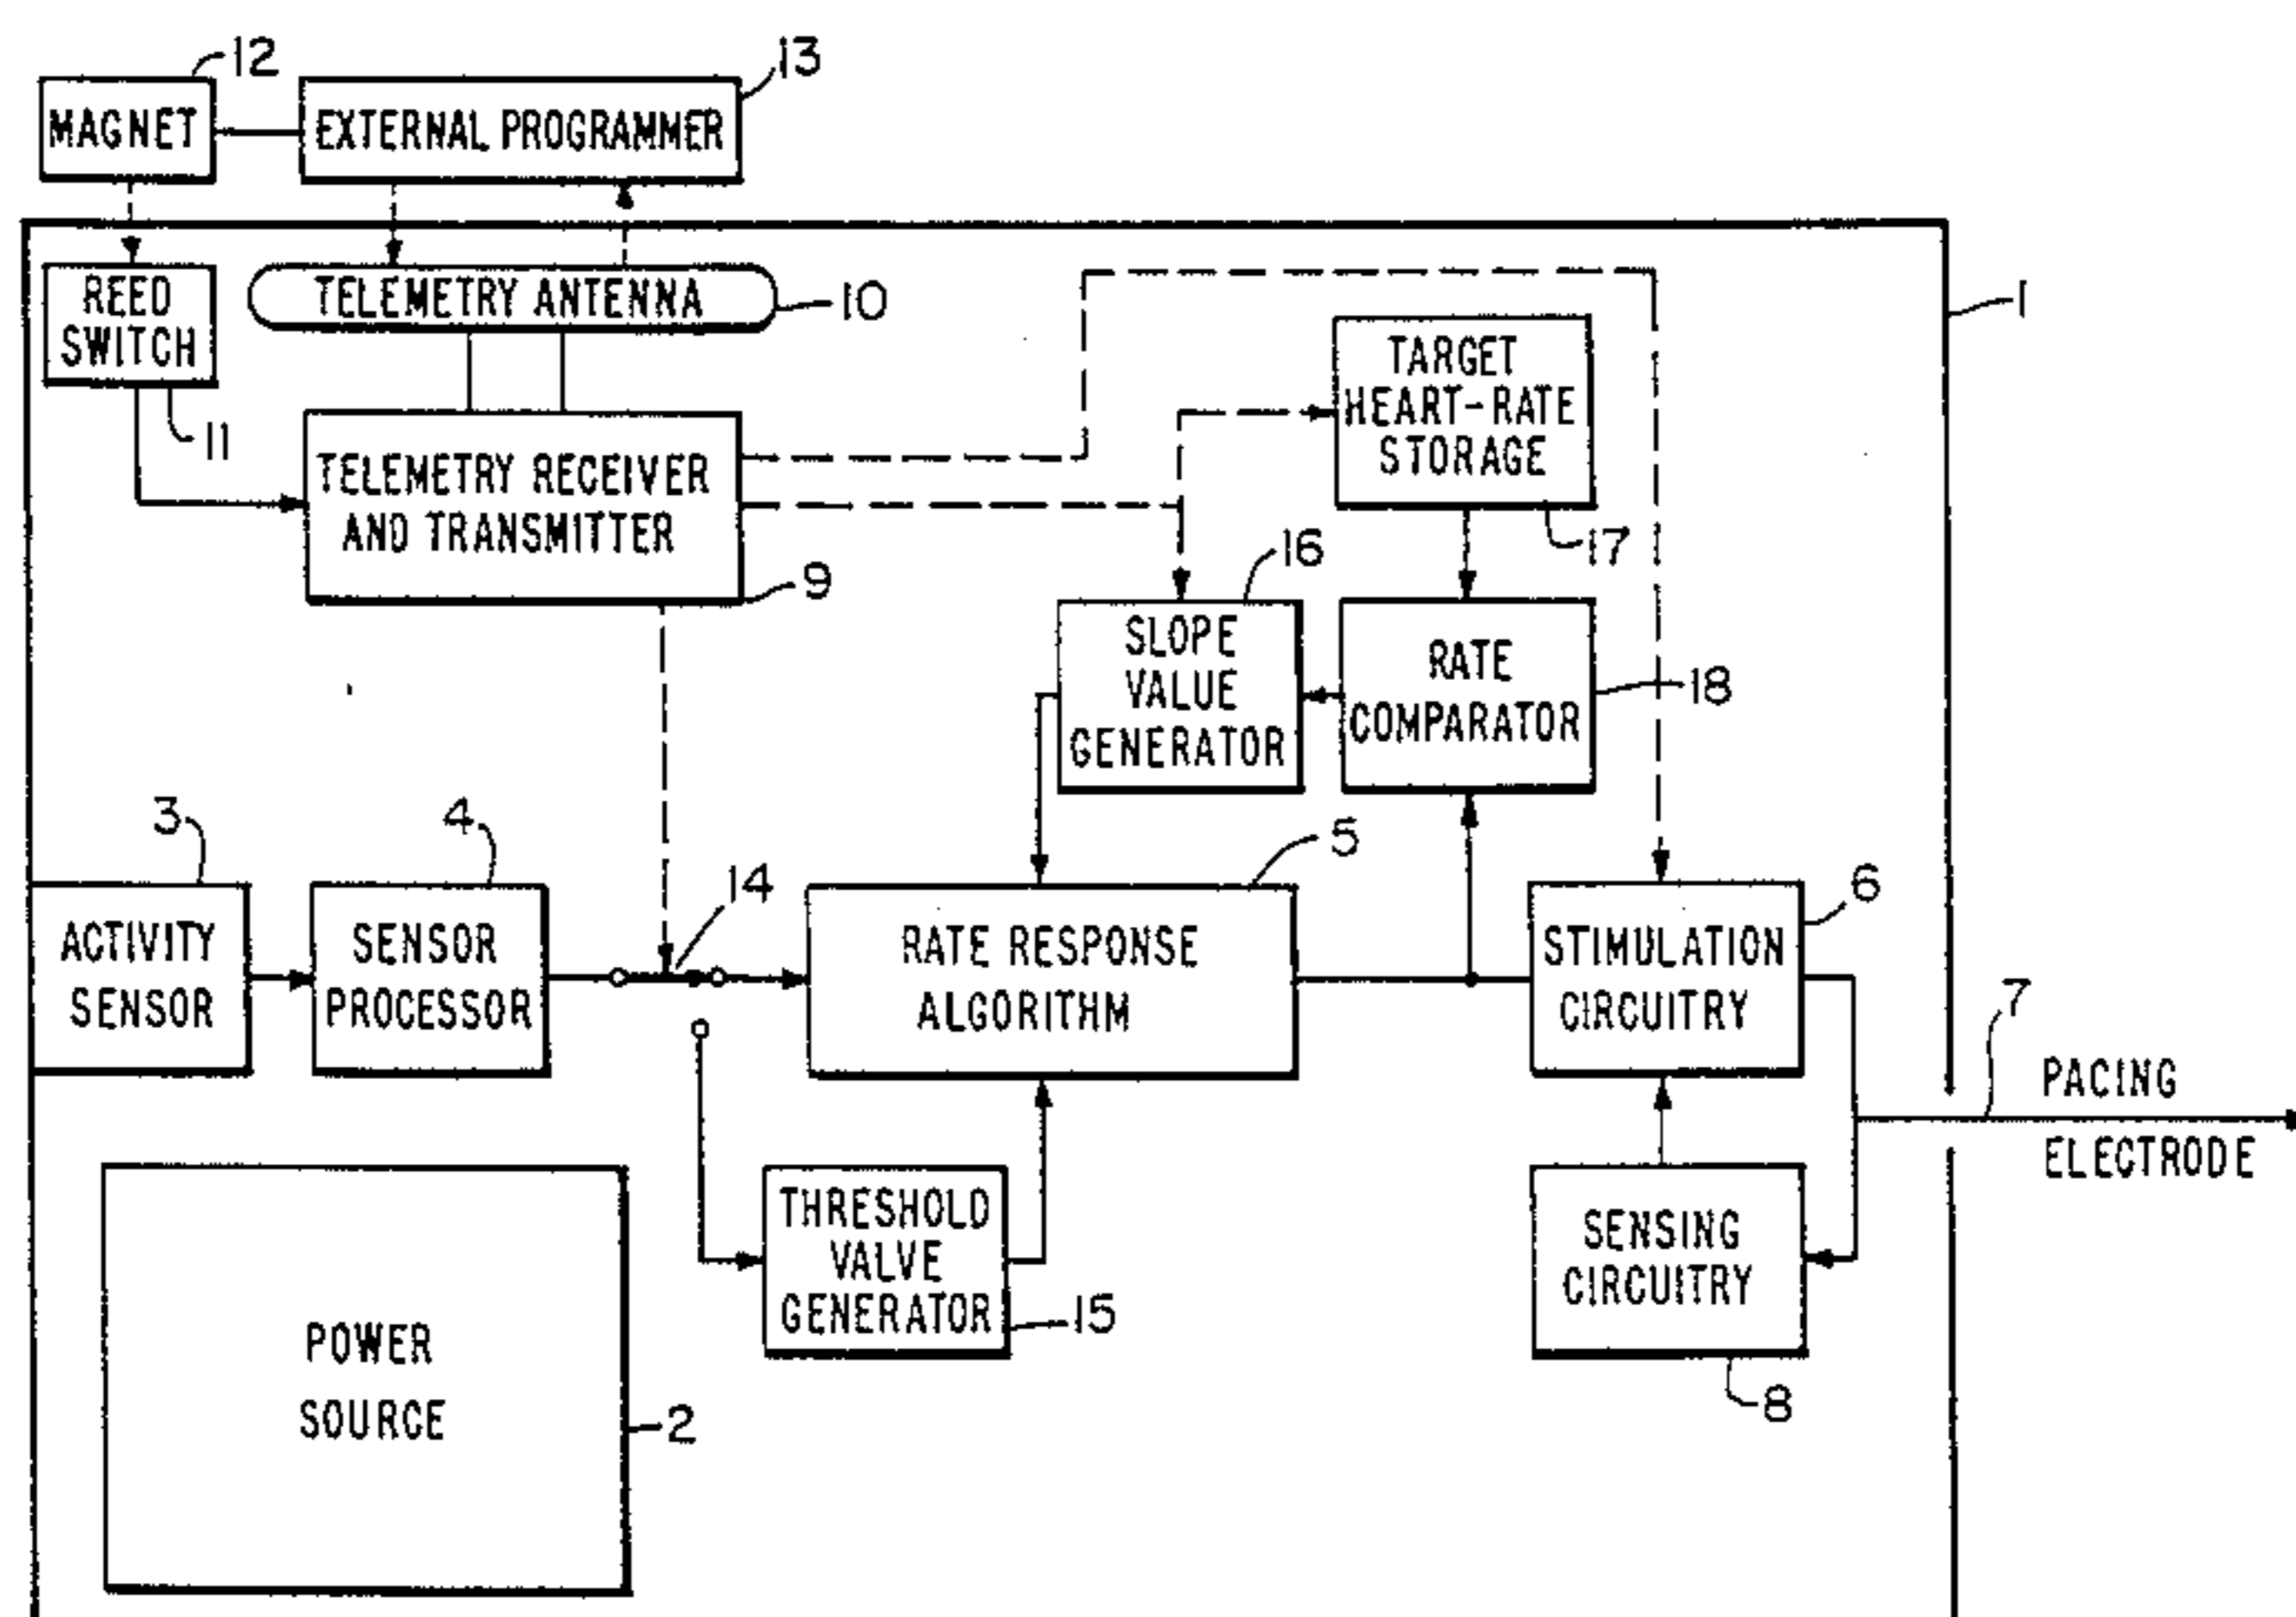 12
13
MAGNET
EXTERNAL PROGRAMMER
REED
SWITCH
TELEMETRY ANTENNA
10
1
11
TARGET
HEART-RATE
STORAGE
TELEMETRY RECEIVER
AND TRANSMITTER
9
17
16
SLOPE
VALUE
GENERATOR
RATE
COMPARATOR
18
3
4
14
5
6
ACTIVITY
SENSOR
SENSOR
PROCESSOR
RATE RESPONSE
ALGORITHM
STIMULATION
CIRCUITRY
7
PACING
ELECTRODE
THRESHOLD
VALVE
GENERATOR
15
SENSING
CIRCUITRY
8
POWER
SOURCE
2